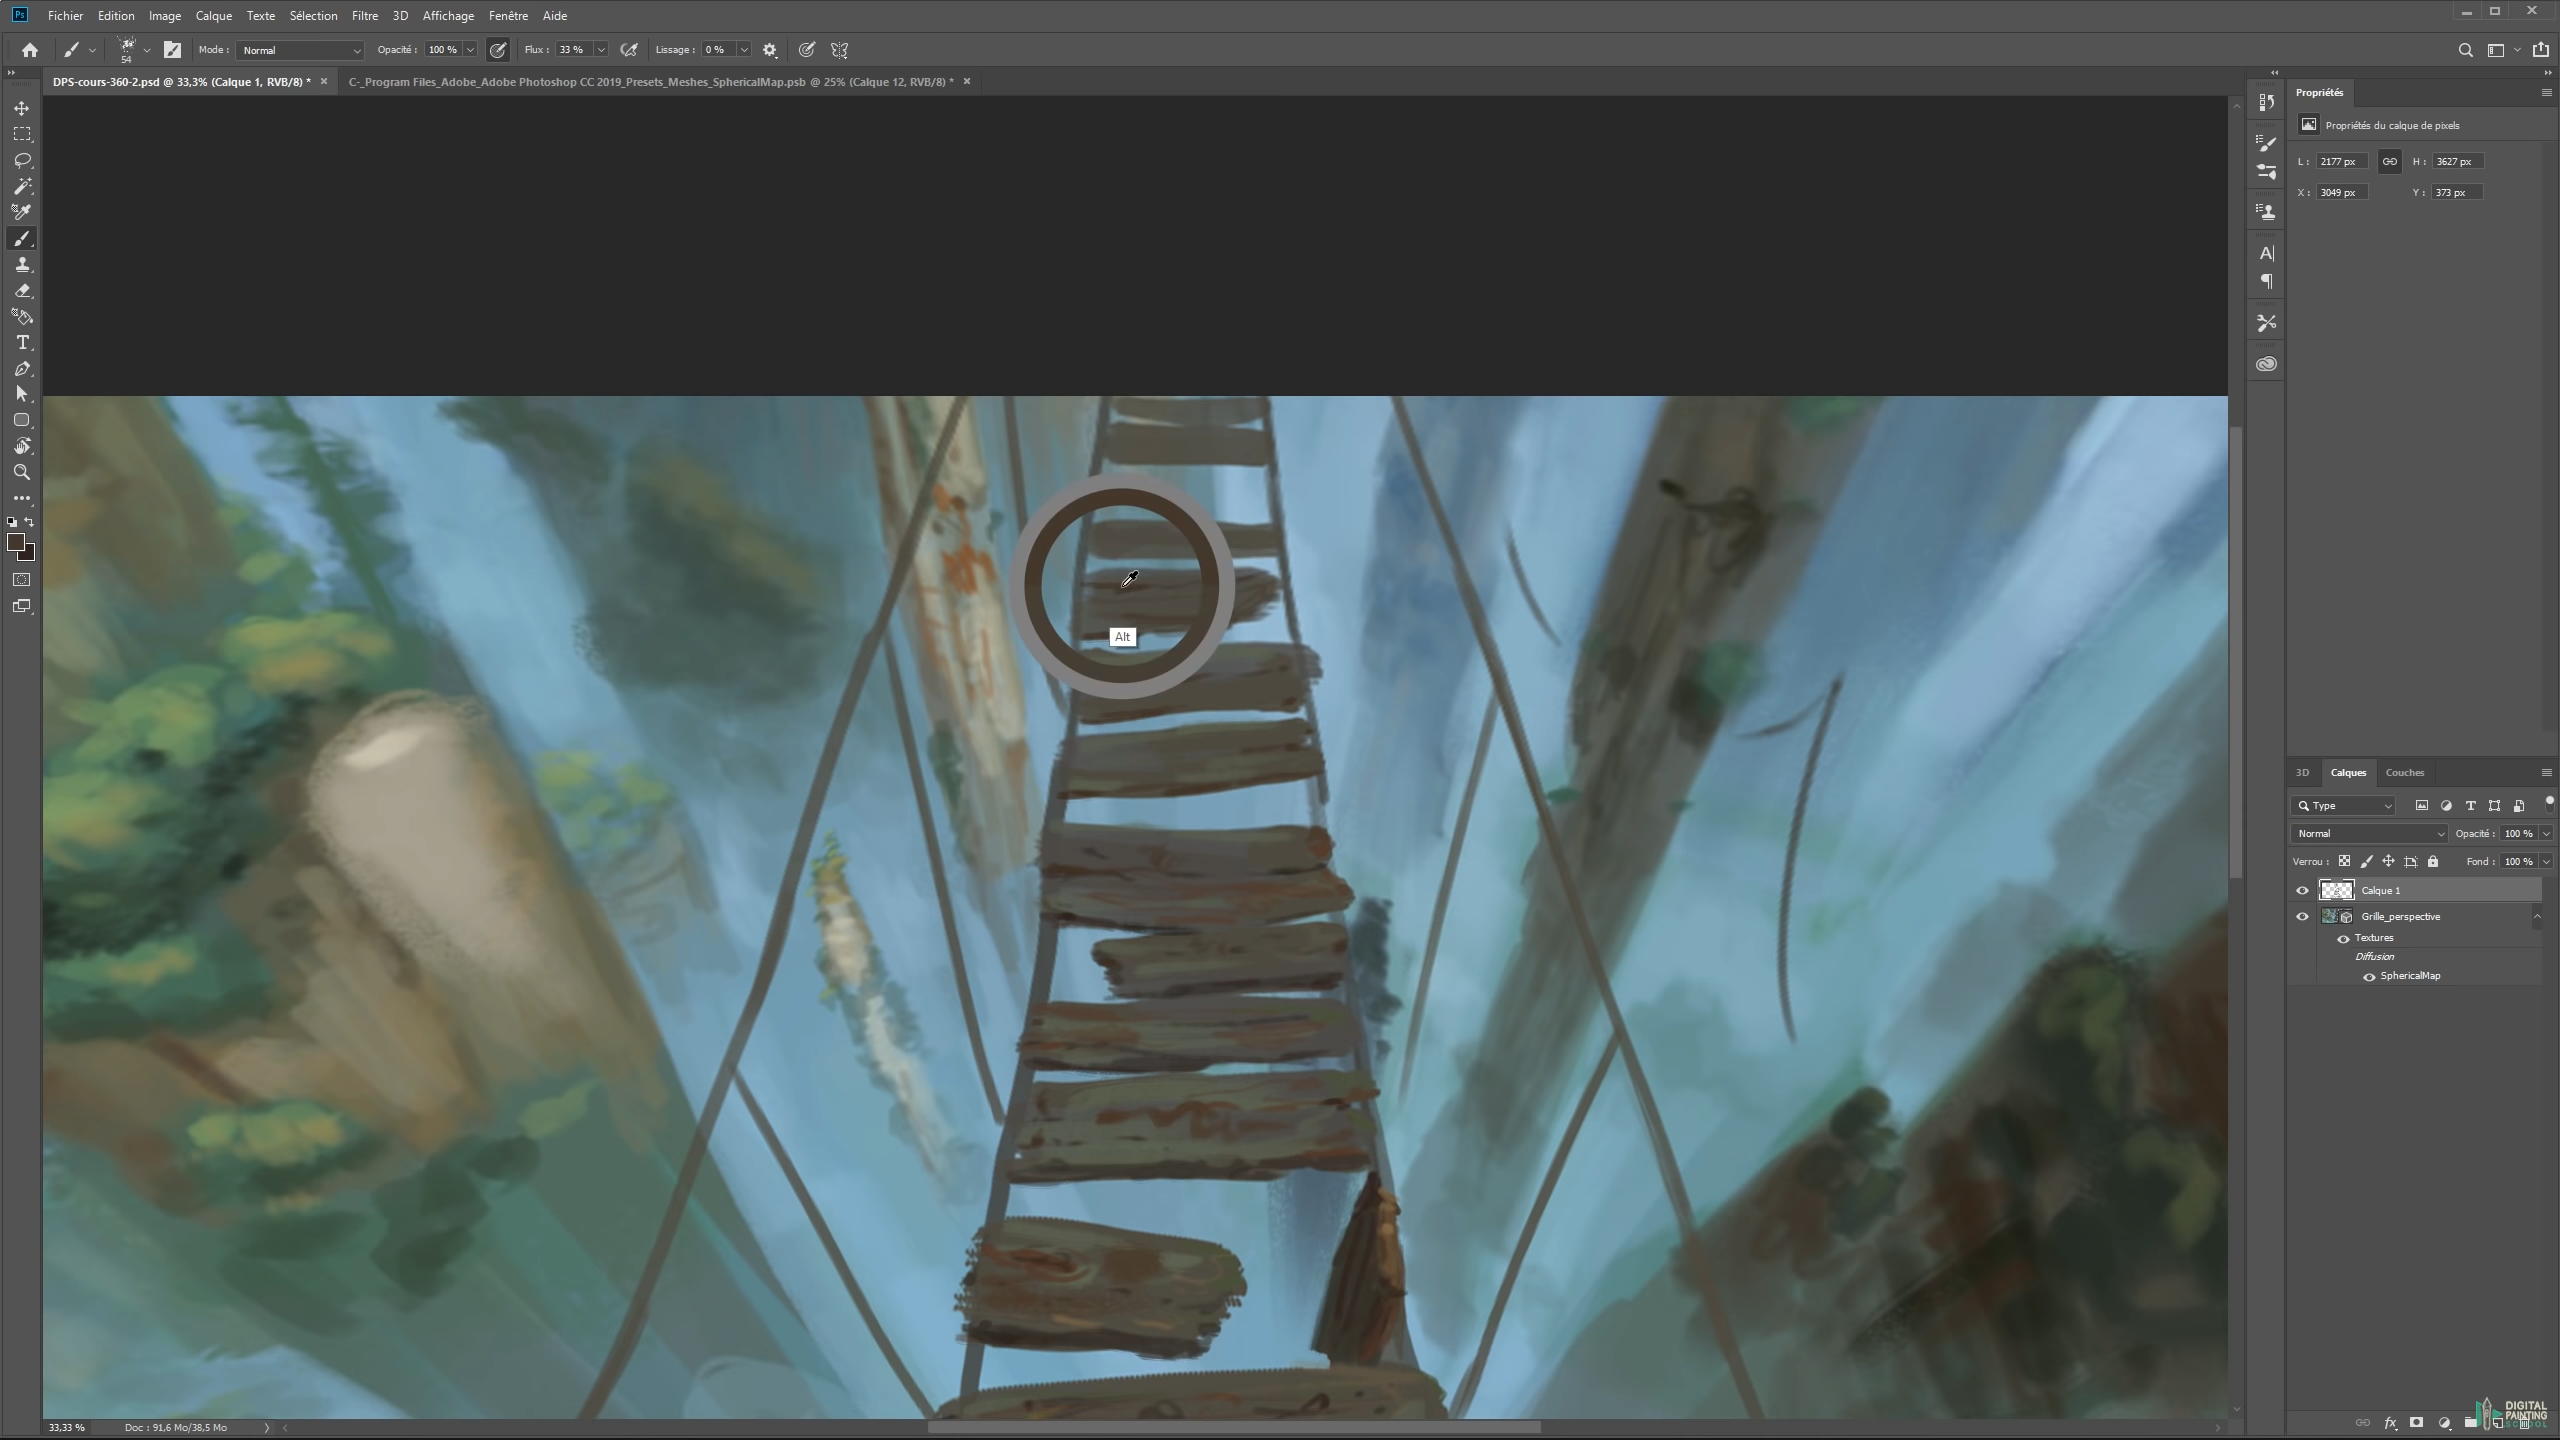 Ps Fichier Edition Image Calque Texte Sélection Filtre 3D Affichage Fenêtre Aide
54 Mode : Normal Opacité : 100 % Flux : 33 % Lissage : 0 %
DPS-cours-360-2.psd @ 33,3% (Calque 1, RVB/8) * × C-_Program Files_Adobe_Adobe Photoshop CC 2019_Presets_Meshes_SphericalMap.psb @ 25% (Calque 12, RVB/8) * ×
Propriétés
Propriétés du calque de pixels
L : 2177 px H : 3627 px
X : 3049 px Y : 373 px
Alt
3D Calques Couches
Type
Normal Opacité : 100 %
Verrou : Fond : 100 %
Calque 1
Grille_perspective
Textures
Diffusion
SphericalMap
33,33 % Doc : 91,6 Mo/38,5 Mo
fx
DIGITAL
PAINTING
SCHOOL